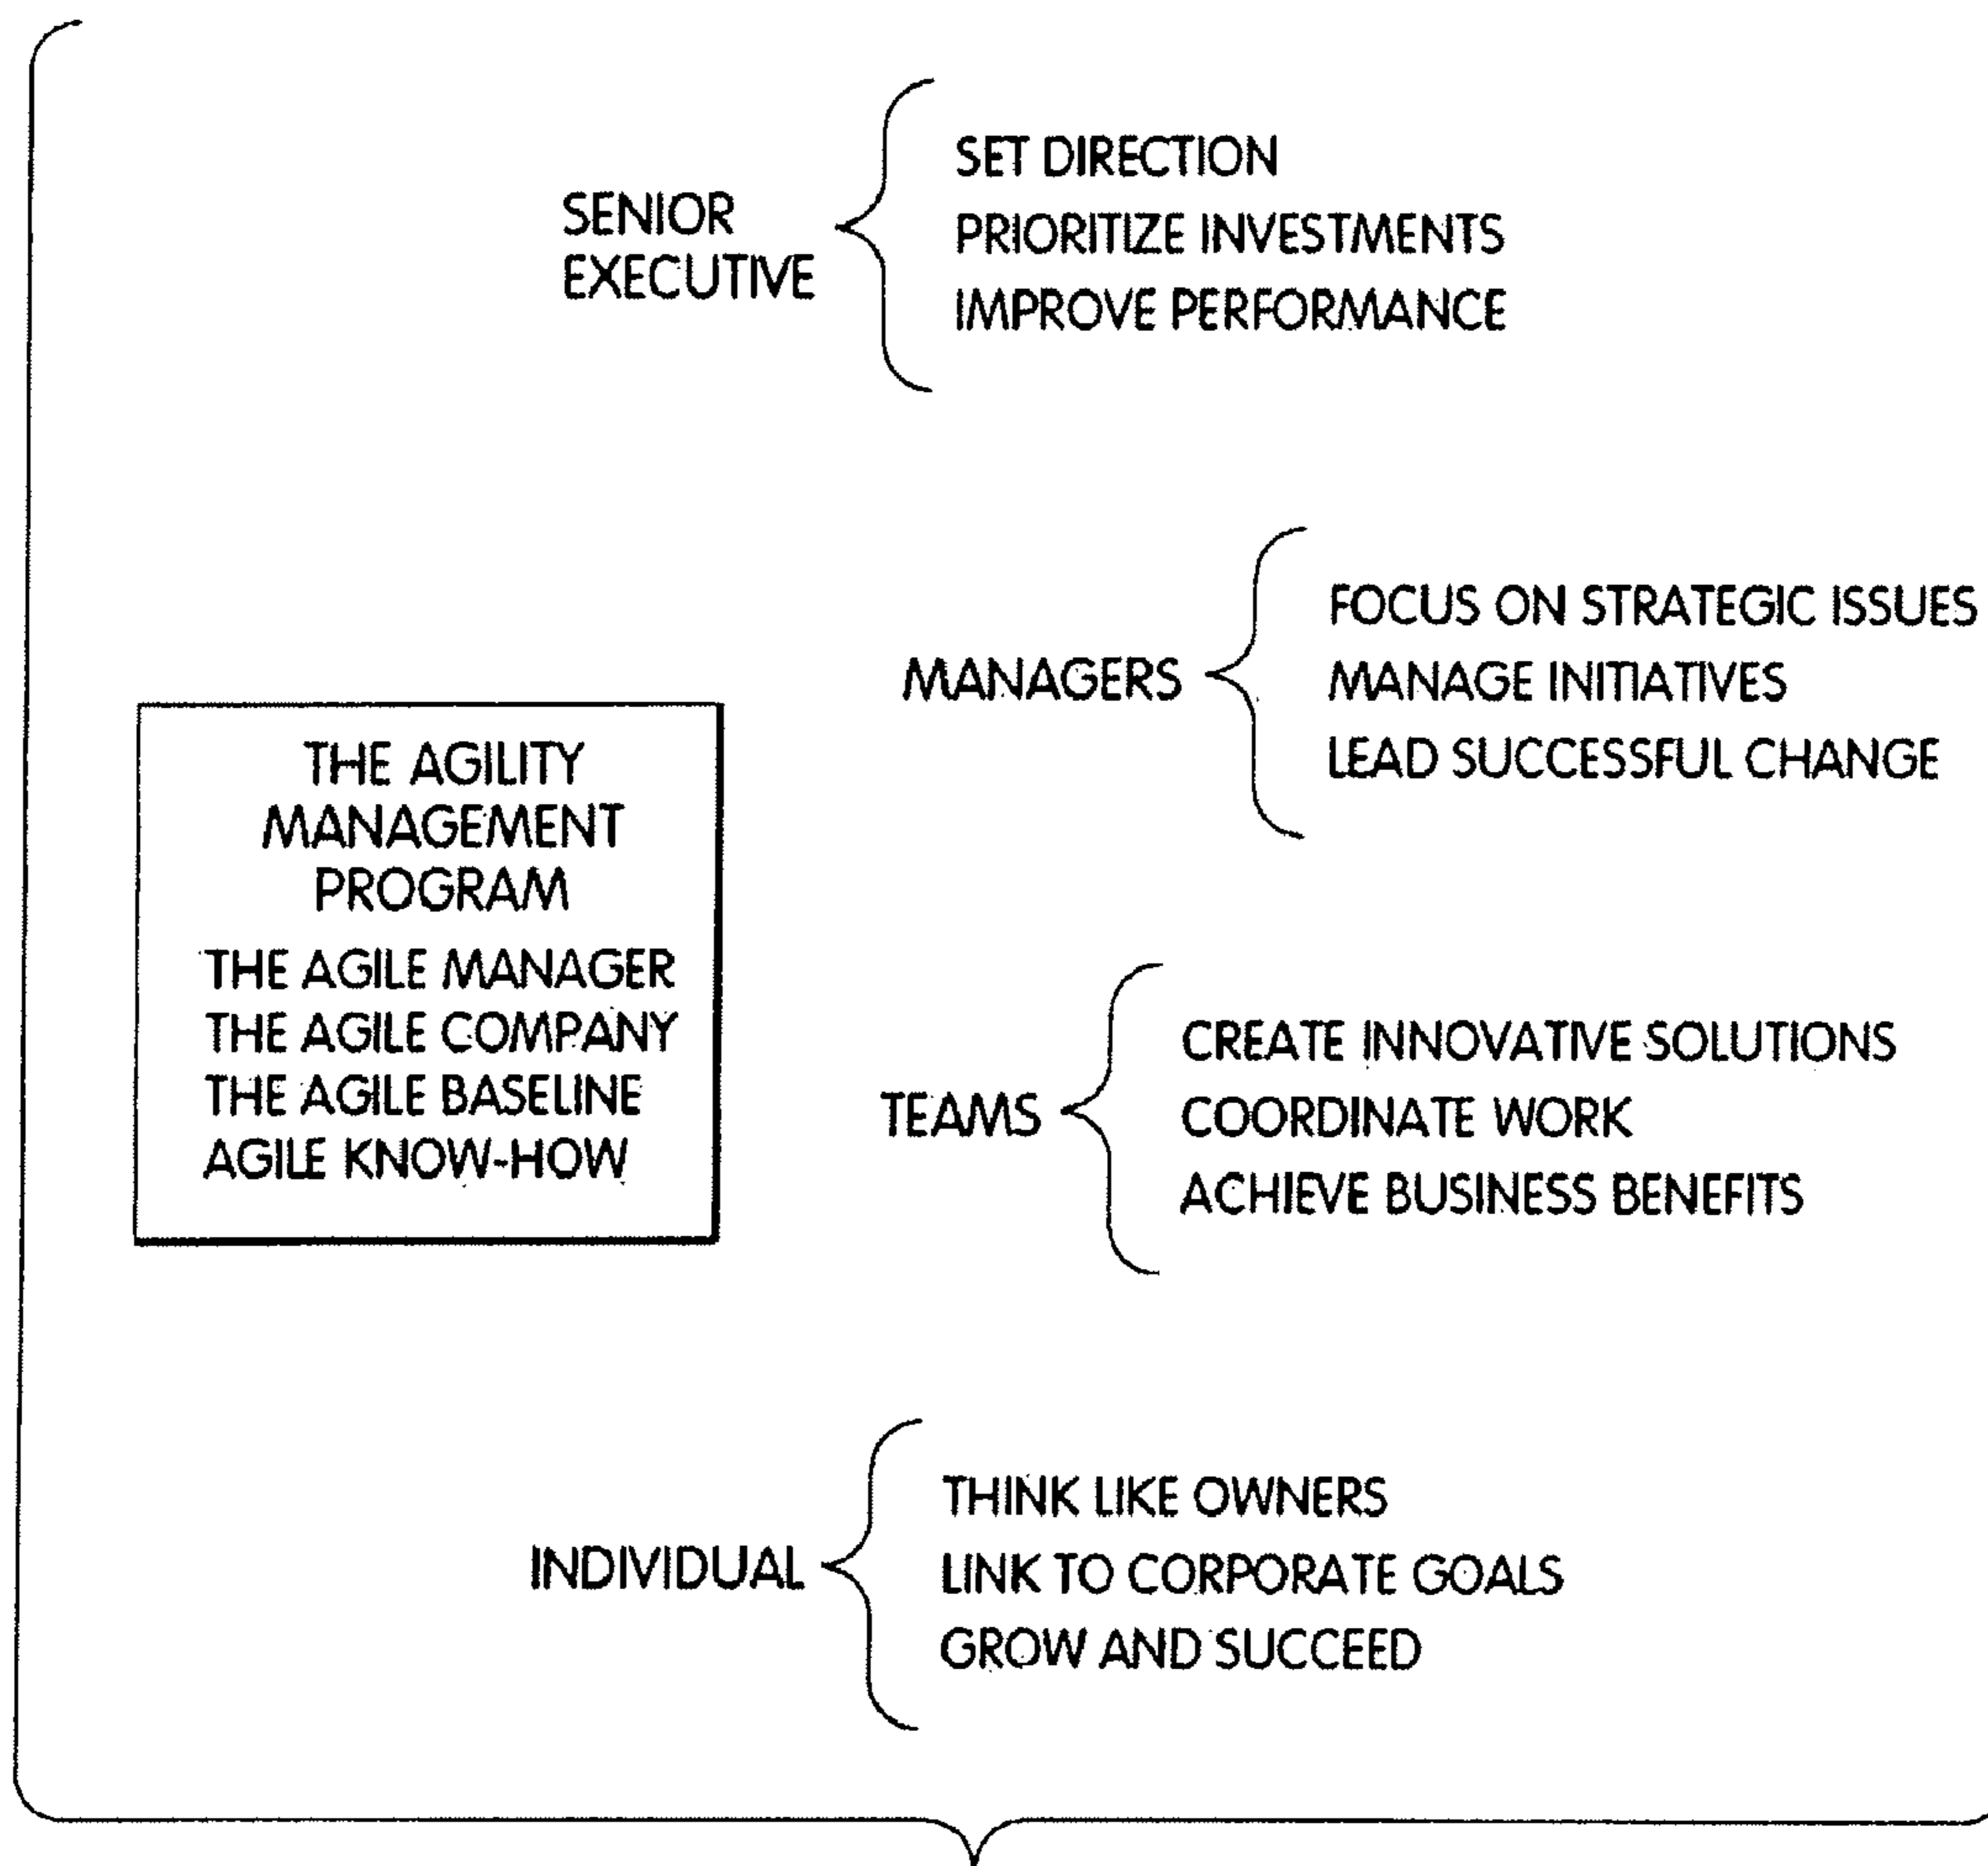 SENIOR
EXECUTIVE
SET DIRECTION
PRIORITIZE INVESTMENTS
IMPROVE PERFORMANCE
MANAGERS
FOCUS ON STRATEGIC ISSUES
MANAGE INITIATIVES
LEAD SUCCESSFUL CHANGE
THE AGILITY
MANAGEMENT
PROGRAM
THE AGILE MANAGER
THE AGILE COMPANY
THE AGILE BASELINE
AGILE KNOW-HOW
TEAMS
CREATE INNOVATIVE SOLUTIONS
COORDINATE WORK
ACHIEVE BUSINESS BENEFITS
INDIVIDUAL
THINK LIKE OWNERS
LINK TO CORPORATE GOALS
GROW AND SUCCEED